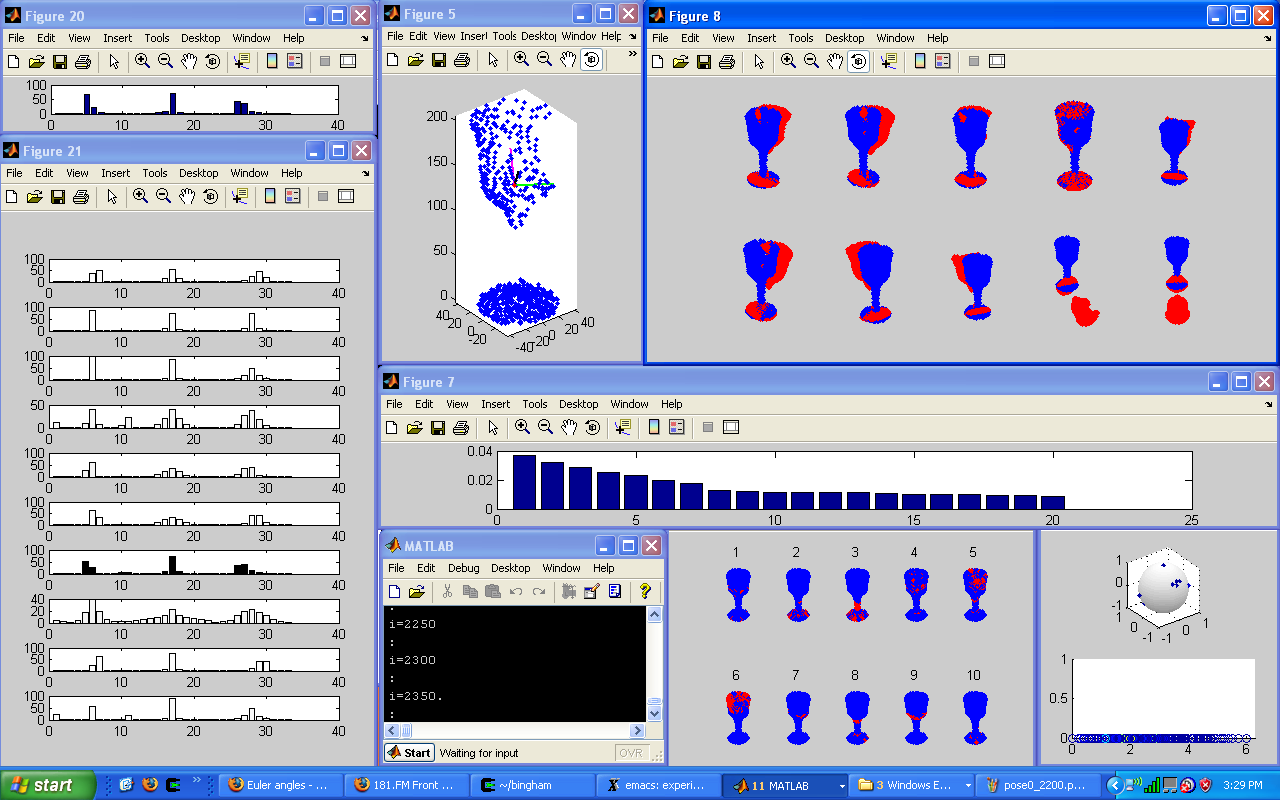 Figure 20
File Edit View Insert Tools Desktop Window Help
100
50
0
0 10 20 30 40
Figure 21
File Edit View Insert Tools Desktop Window Help
100
50
0
0 10 20 30 40
100
50
0
0 10 20 30 40
100
50
0
0 10 20 30 40
50
0
0 10 20 30 40
100
50
0
0 10 20 30 40
100
50
0
0 10 20 30 40
100
50
0
0 10 20 30 40
40
20
0
0 10 20 30 40
100
50
0
0 10 20 30 40
100
50
0
0 10 20 30 40
Figure 5
File Edit View Insert Tools Desktop Window Help
200
150
100
50
0
40 20 0 -20 -40 -20 0 20 40
Figure 8
File Edit View Insert Tools Desktop Window Help
Figure 7
File Edit View Insert Tools Desktop Window Help
0.04
0.02
0
0 5 10 15 20 25
MATLAB
File Edit Debug Desktop Window Help
:
i=2250
:
i=2300
:
i=2350.
:
Start Waiting for input OVR
1 2 3 4 5
6 7 8 9 10
1
0
-1
1 0 -1 -1 0 1
1
0.5
0
0 2 4 6
start Euler angles - ... 181.FM Front ... ~/bingham emacs: experi... 11 MATLAB 3 Windows E... pose0_2200.p... 3:29 PM